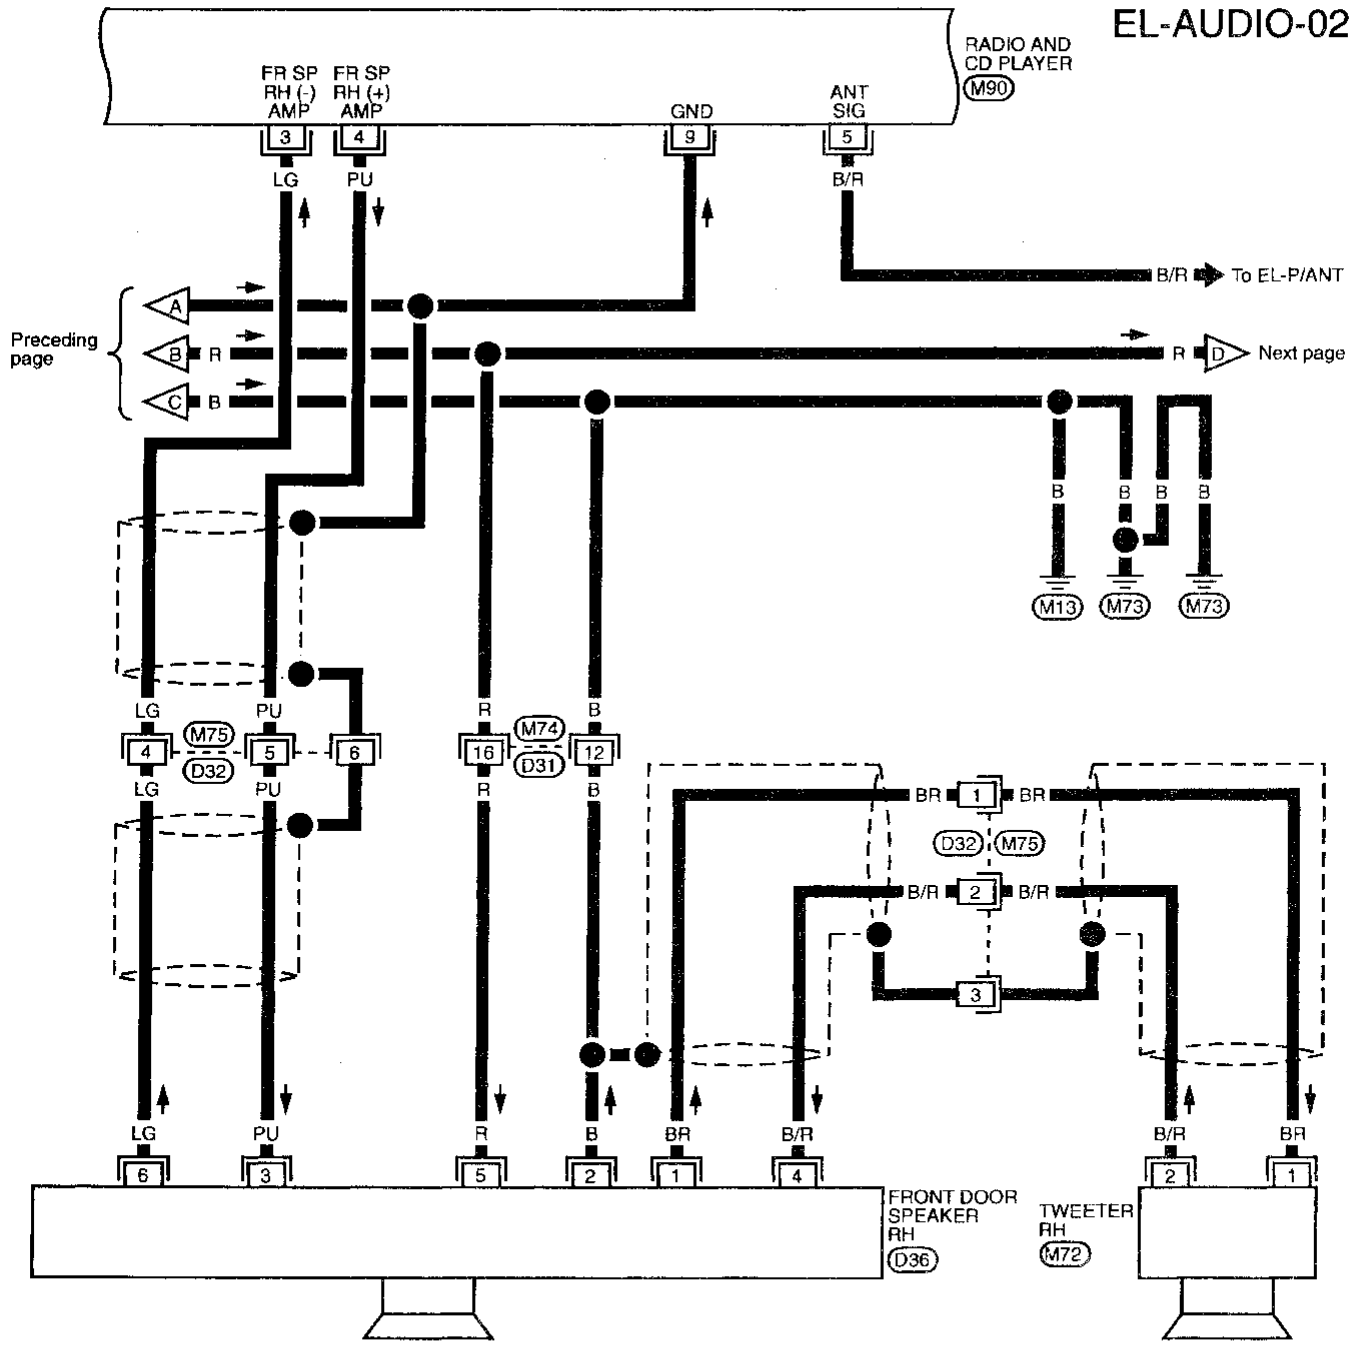 EL-AUDIO-02
RADIO AND
CD PLAYER
M90
FR SP
RH (-)
AMP
FR SP
RH (+)
AMP
GND
ANT
SIG
3
4
9
5
LG
PU
B/R
B/R
To EL-P/ANT
Preceding
page
A
B
R
R
D
Next page
C
B
B
B
B
B
M13
M73
M73
LG
PU
R
B
4
M75
D32
5
6
16
M74
D31
12
LG
PU
R
B
BR
1
BR
D32
M75
B/R
2
B/R
3
LG
PU
R
B
BR
B/R
B/R
BR
6
3
5
2
1
4
2
1
FRONT DOOR
SPEAKER
RH
D36
TWEETER
RH
M72